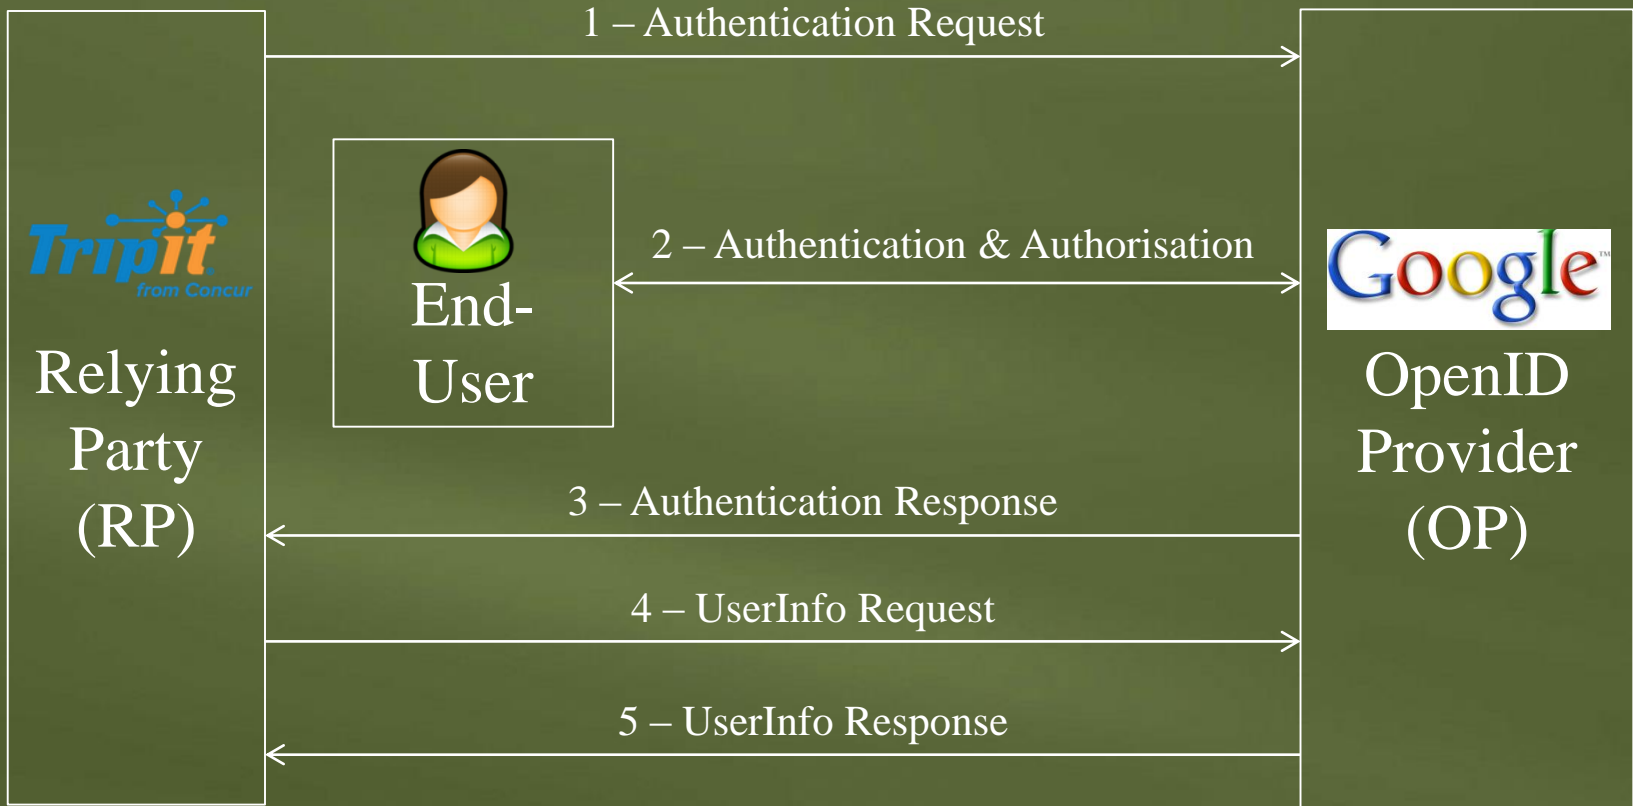 1 – Authentication Request
Tripit
from Concur
Relying
Party
(RP)
End-
User
2 – Authentication & Authorisation
Google™
OpenID
Provider
(OP)
3 – Authentication Response
4 – UserInfo Request
5 – UserInfo Response